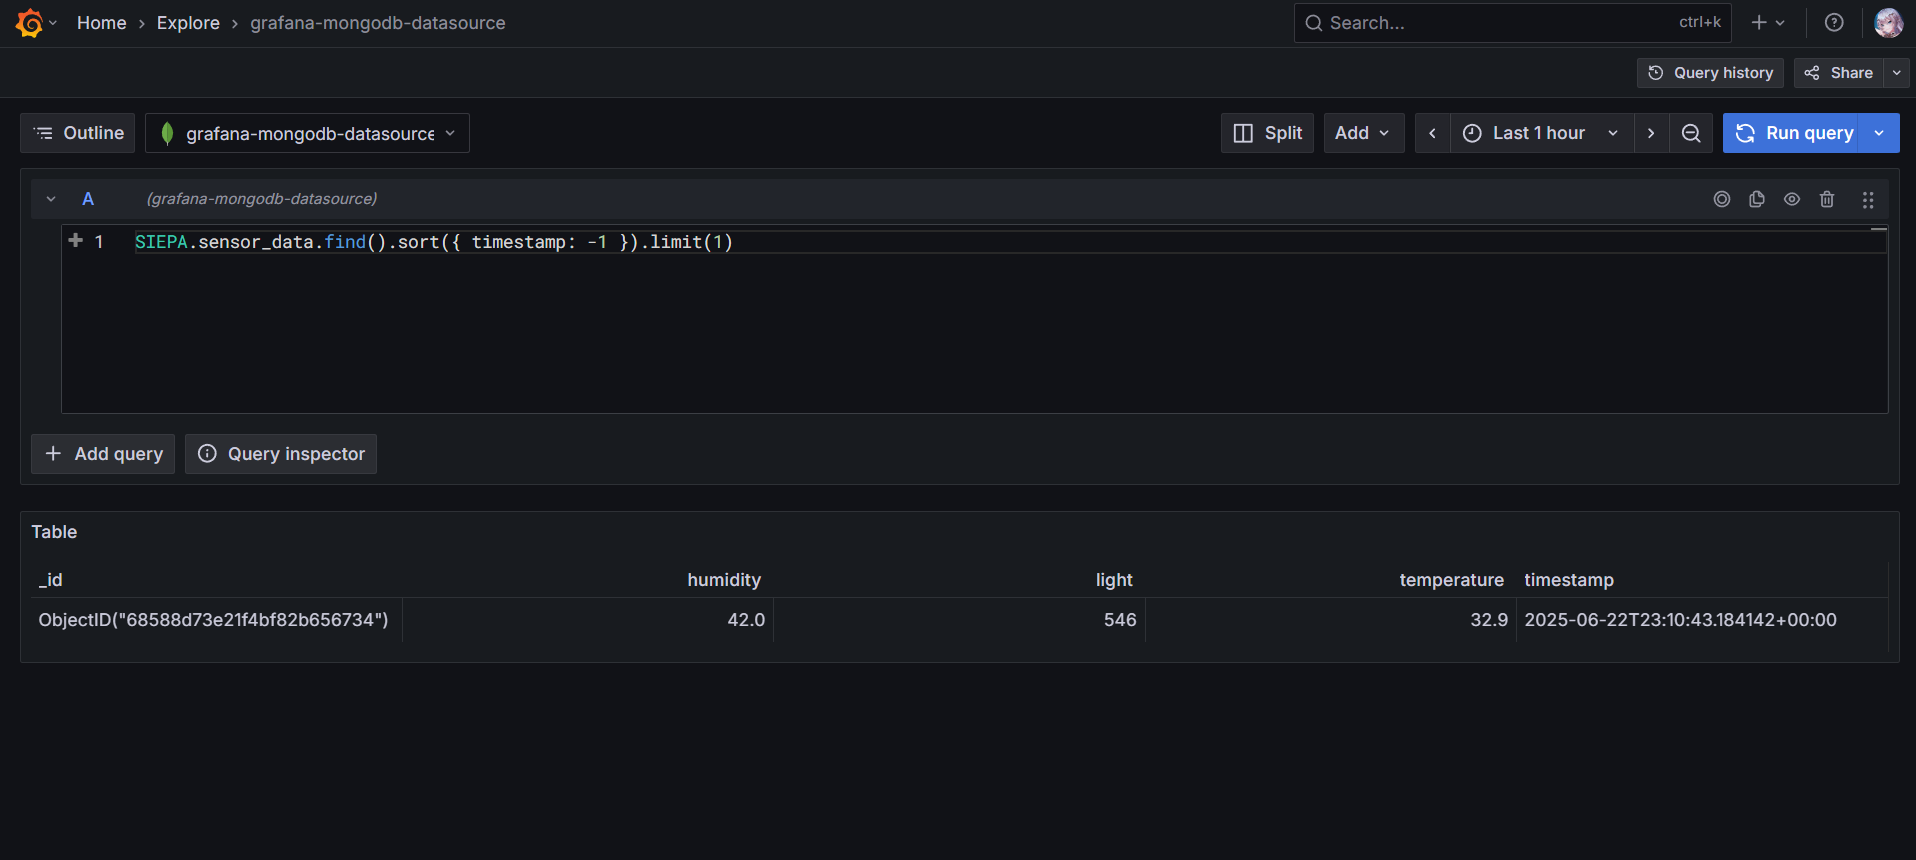 Home › Explore › grafana-mongodb-datasource
Search... ctrl+k
Query history Share
Outline grafana-mongodb-datasource Split Add Last 1 hour Run query
A (grafana-mongodb-datasource)
1 SIEPA.sensor_data.find().sort({ timestamp: -1 }).limit(1)
Add query Query inspector
Table
_id humidity light temperature timestamp
ObjectID("68588d73e21f4bf82b656734") 42.0 546 32.9 2025-06-22T23:10:43.184142+00:00